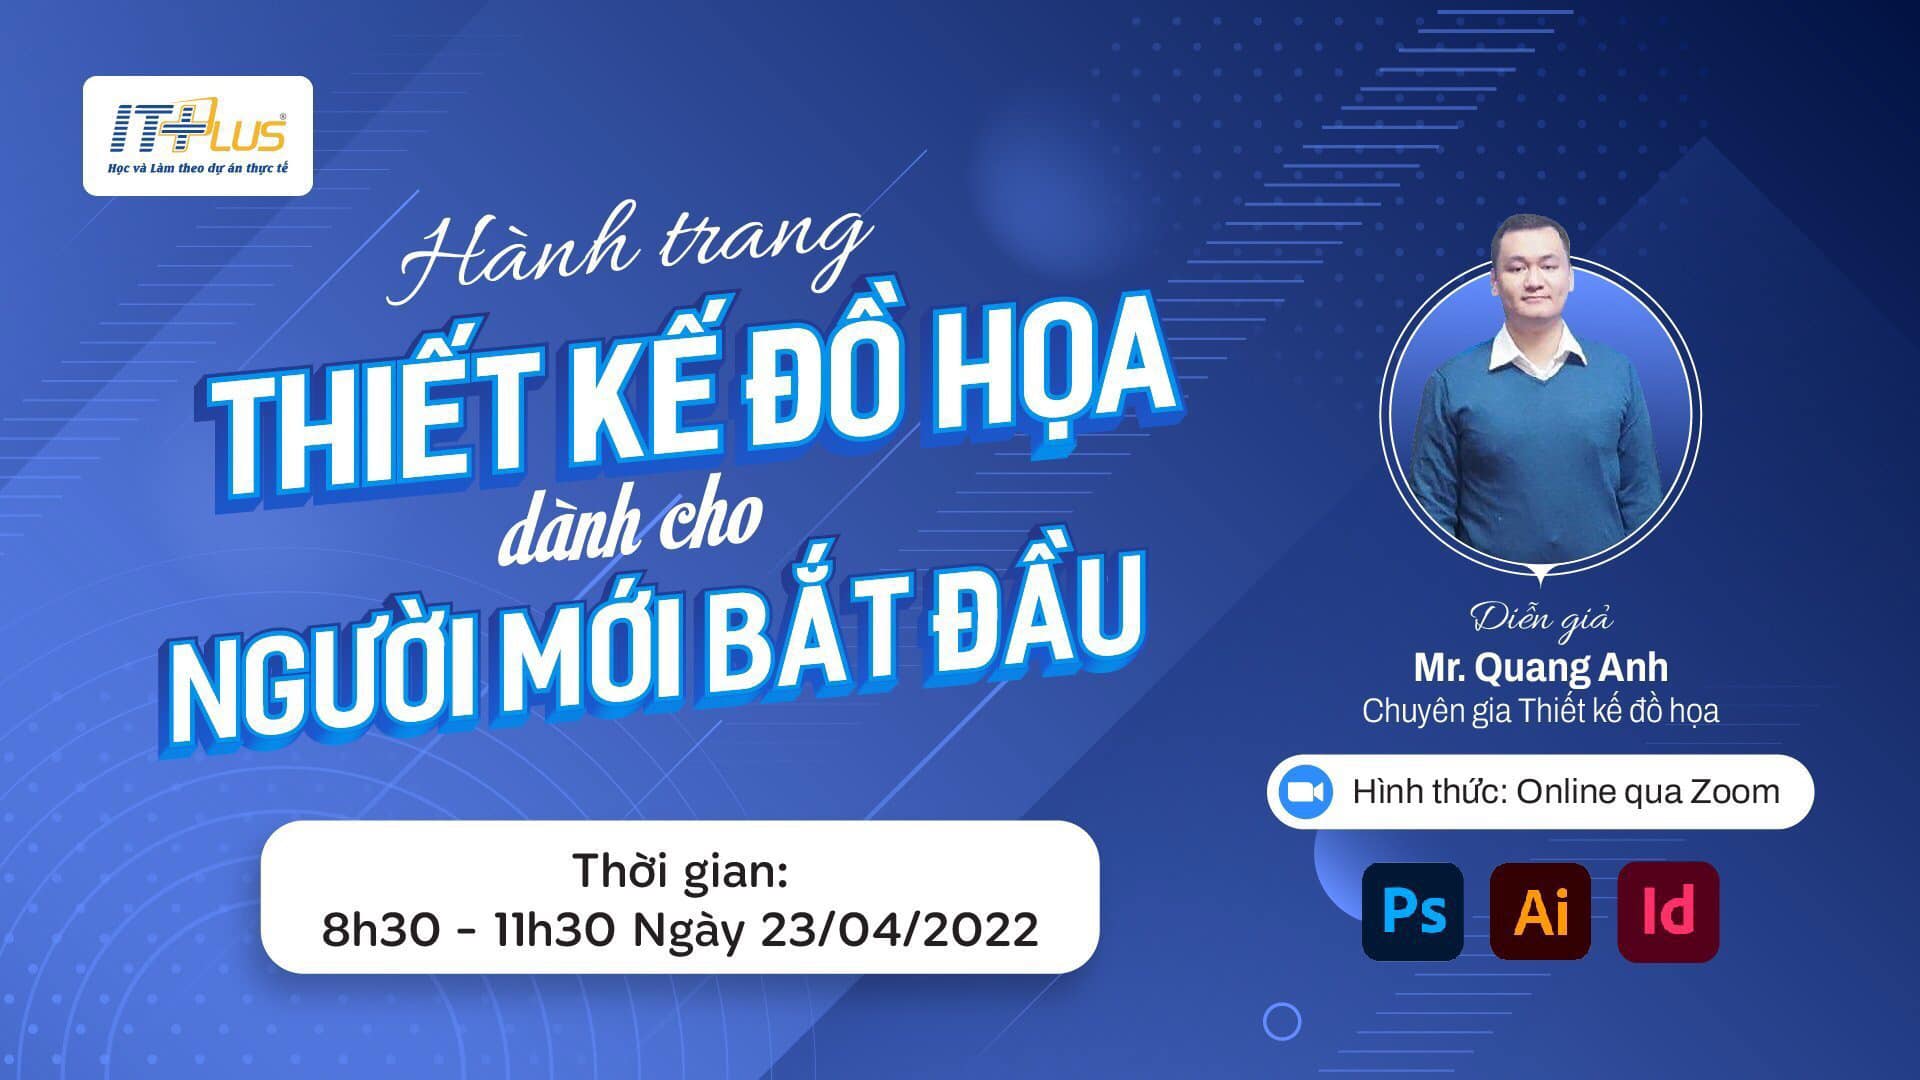 ITPLUS®
Học và Làm theo dự án thực tế
Hành trang
THIẾT KẾ ĐỒ HỌA
dành cho
NGƯỜI MỚI BẮT ĐẦU
Thời gian:
8h30 - 11h30 Ngày 23/04/2022
Diễn giả
Mr. Quang Anh
Chuyên gia Thiết kế đồ họa
Hình thức: Online qua Zoom
Ps Ai Id